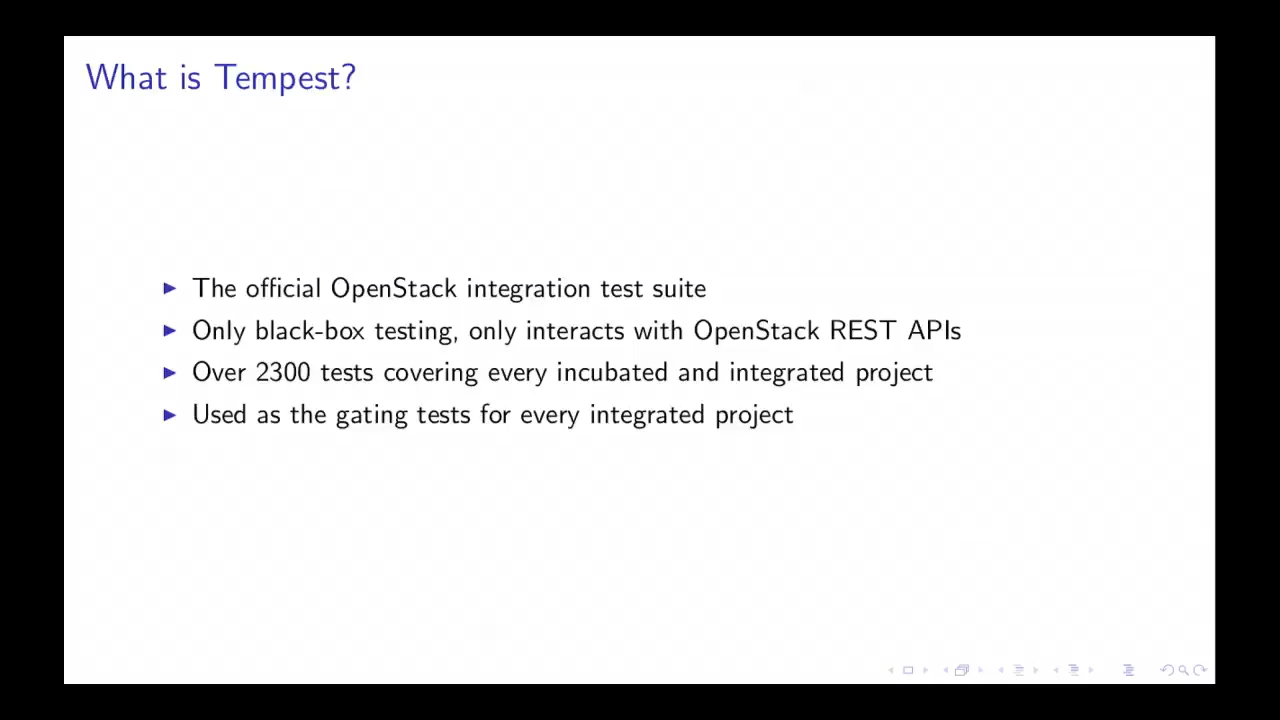 What is Tempest?
The official OpenStack integration test suite
Only black-box testing, only interacts with OpenStack REST APIs
Over 2300 tests covering every incubated and integrated project
Used as the gating tests for every integrated project